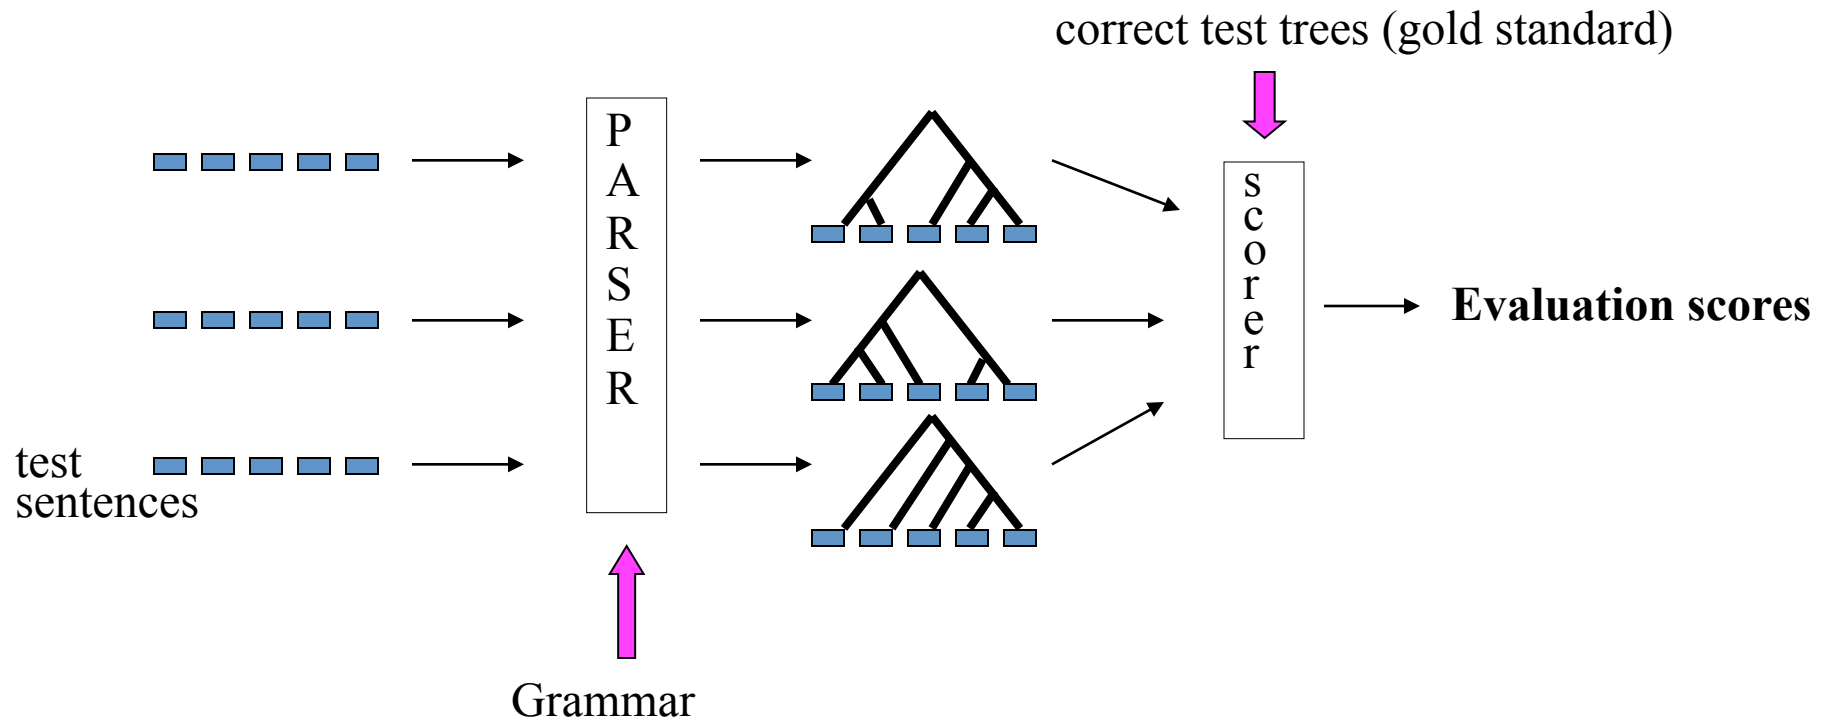 correct test trees (gold standard)
P
A
R
S
E
R
s
c
o
r
e
r
Evaluation scores
test
sentences
Grammar